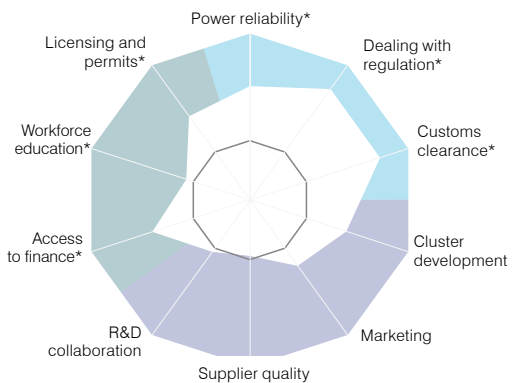 Power reliability*
Licensing and
permits*
Dealing with
regulation*
Workforce
education*
Customs
clearance*
Access
to finance*
Cluster
development
R&D
collaboration
Marketing
Supplier quality